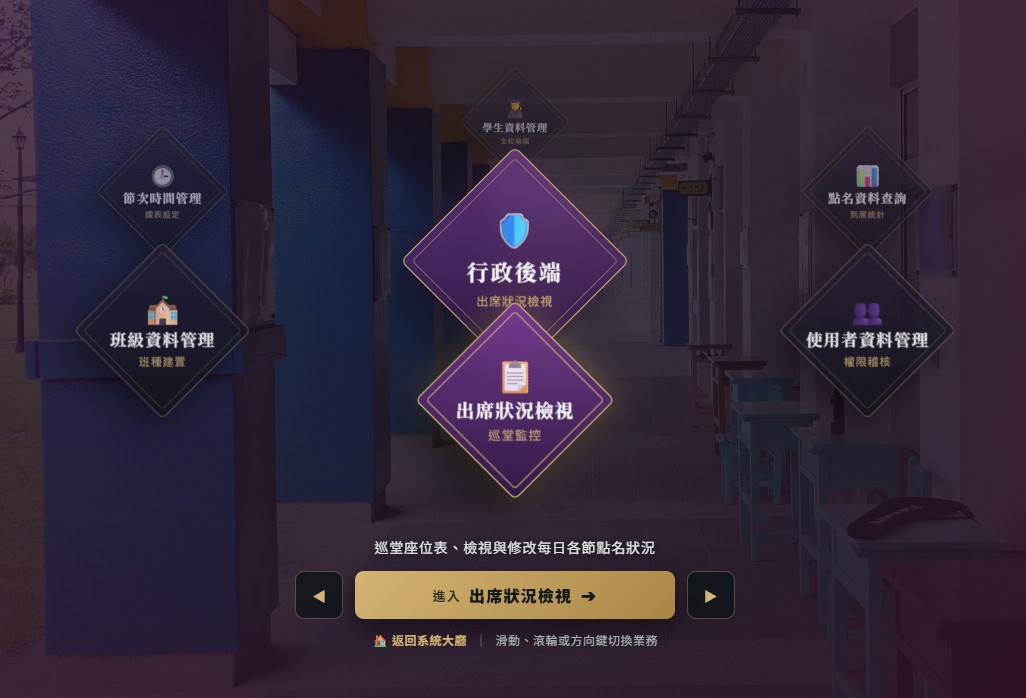 學生資料管理
全校總檔
節次時間管理
課表設定
點名資料查詢
到席統計
行政後端
出席狀況檢視
班級資料管理
班種建置
使用者資料管理
權限稽核
出席狀況檢視
巡堂監控
巡堂座位表、檢視與修改每日各節點名狀況
◀ 進入 出席狀況檢視 ➔ ▶
返回系統大廳 | 滑動、滾輪或方向鍵切換業務